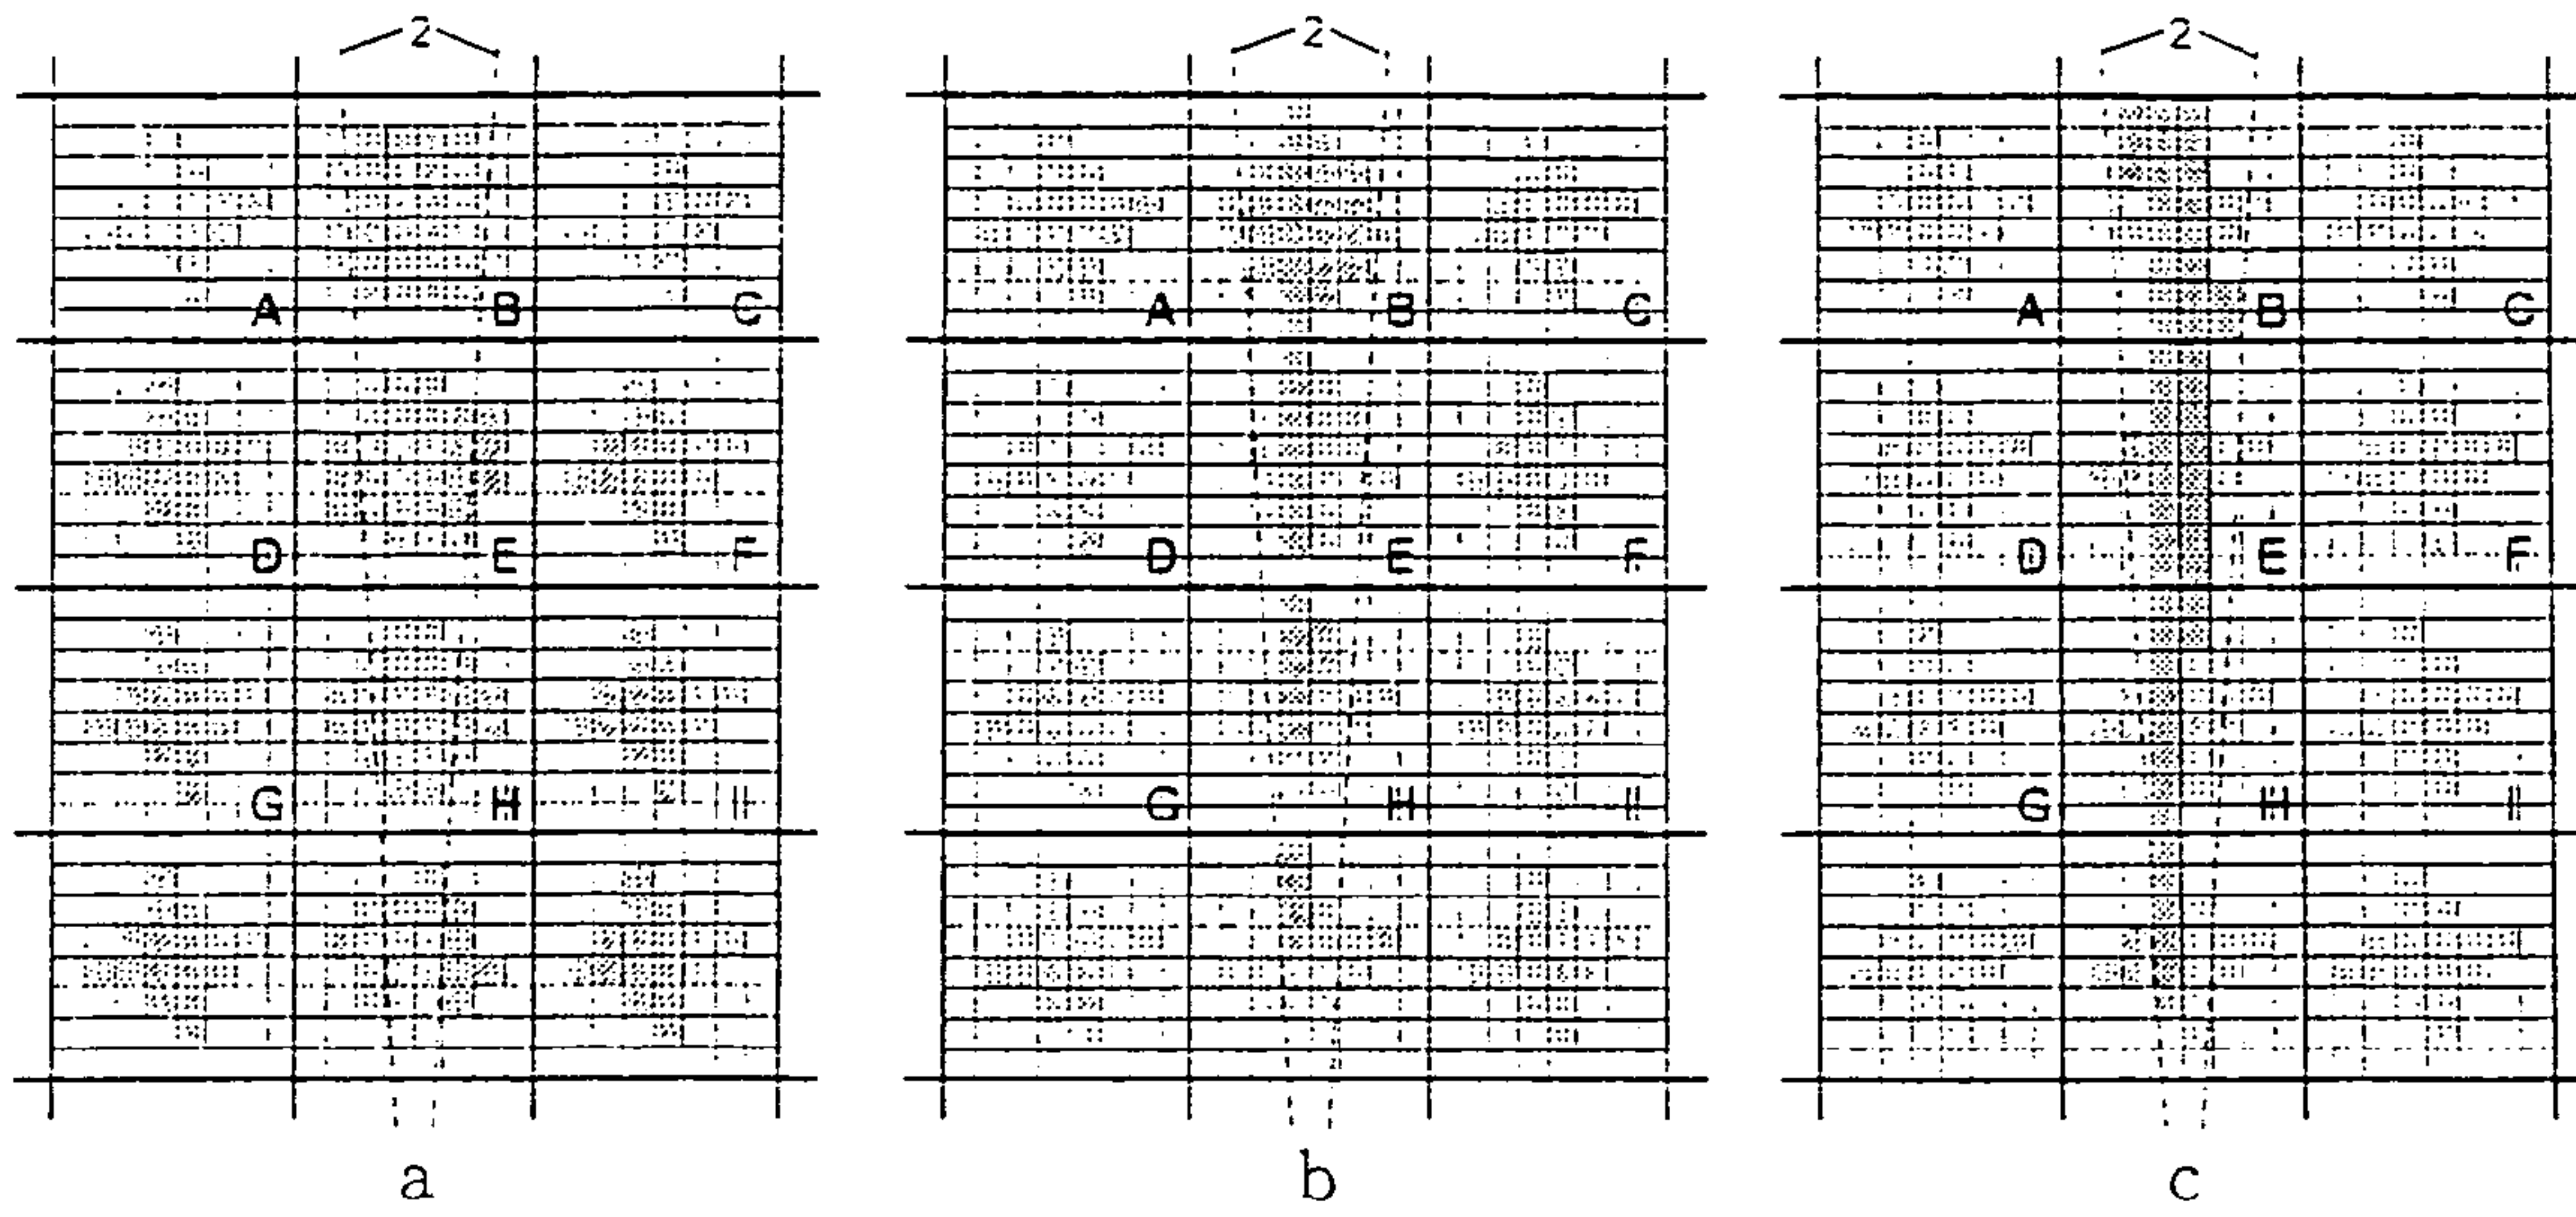 2 2 2
A B C A B C A B C
D E F D E F D E F
G H I G H I G H I
a b c